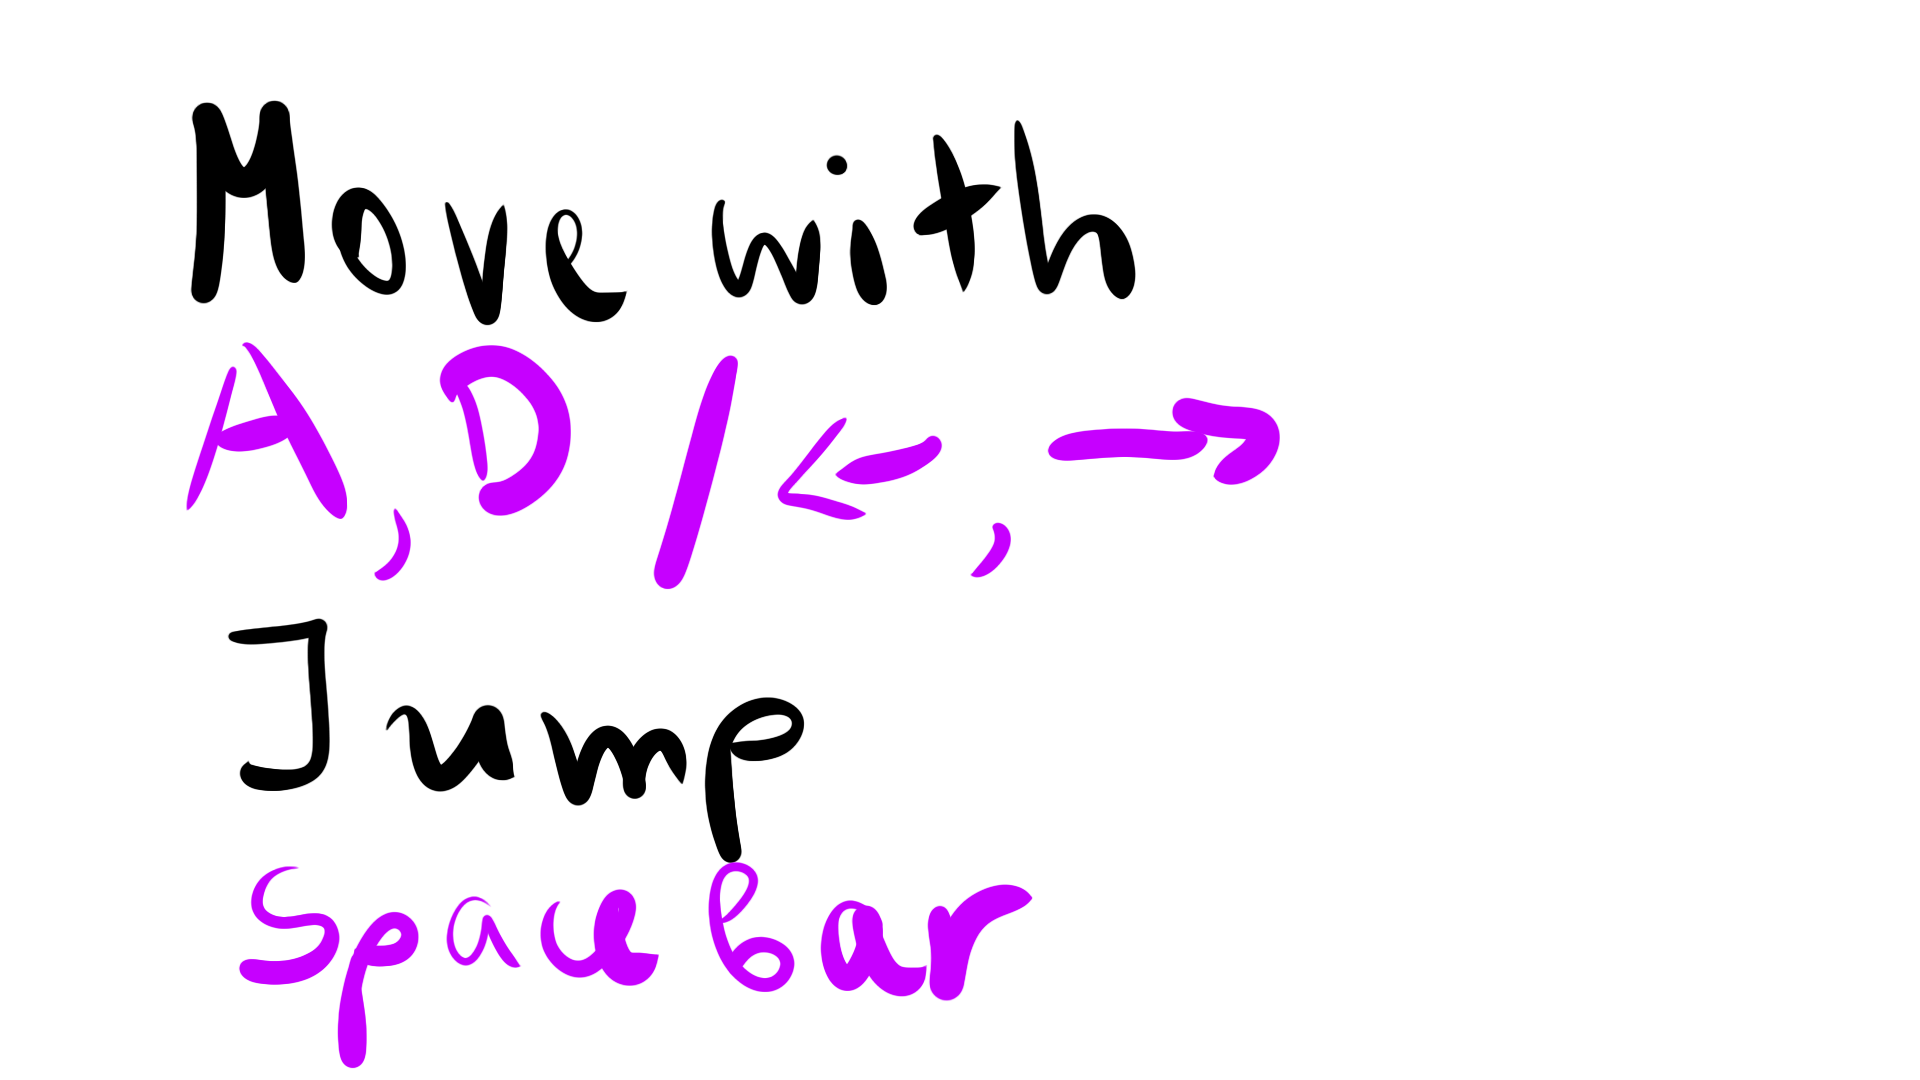 Move with
A, D / ←, →
Jump
Spacebar